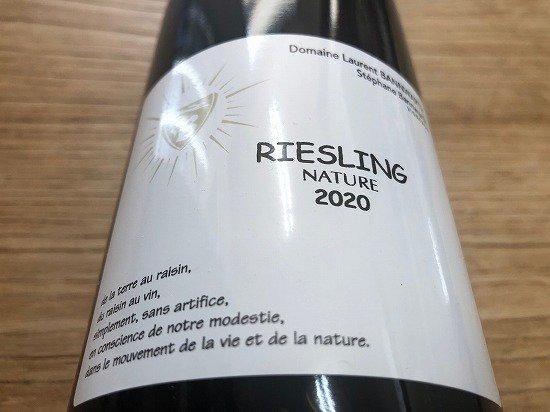 Domaine Laurent
Stéphane
RIESLING
NATURE
2020
de la terre au raisin,
du raisin au vin,
simplement, sans artifice,
en conscience de notre modestie,
dans le mouvement de la vie et de la nature.